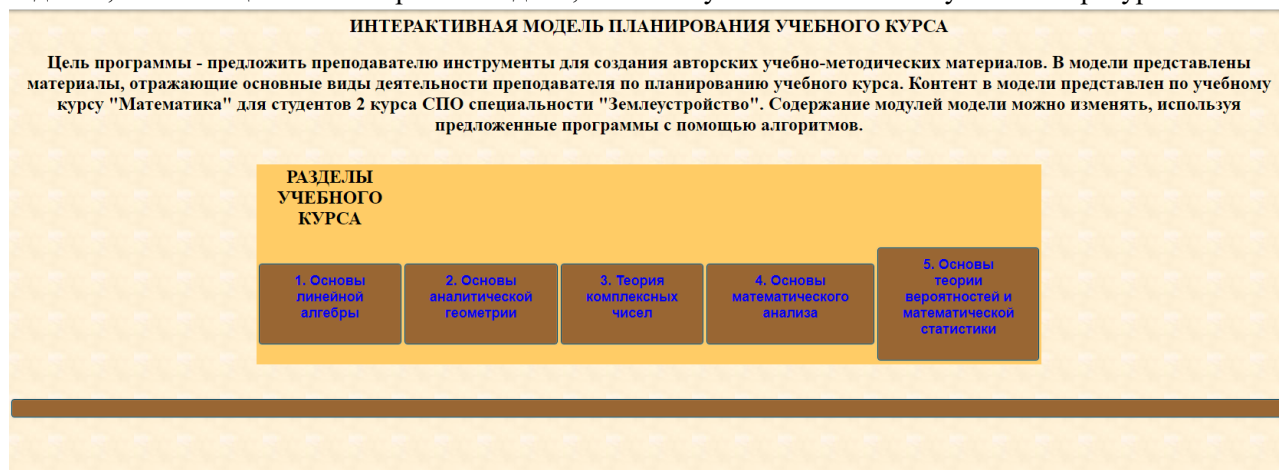 ИНТЕРАКТИВНАЯ МОДЕЛЬ ПЛАНИРОВАНИЯ УЧЕБНОГО КУРСА
Цель программы - предложить преподавателю инструменты для создания авторских учебно-методических материалов. В модели представлены
материалы, отражающие основные виды деятельности преподавателя по планированию учебного курса. Контент в модели представлен по учебному
курсу "Математика" для студентов 2 курса СПО специальности "Землеустройство". Содержание модулей модели можно изменять, используя
предложенные программы с помощью алгоритмов.
РАЗДЕЛЫ
УЧЕБНОГО
КУРСА
1. Основы
линейной
алгебры
2. Основы
аналитической
геометрии
3. Теория
комплексных
чисел
4. Основы
математического
анализа
5. Основы
теории
вероятностей и
математической
статистики